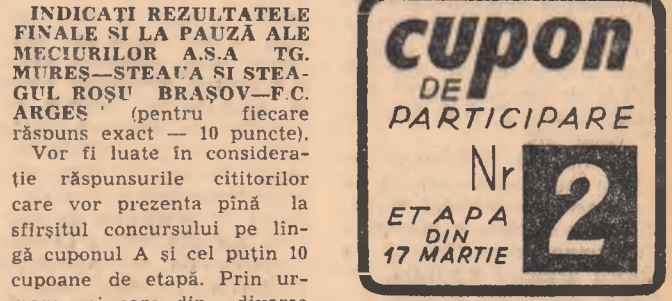 INDICAȚI REZULTATELE
FINALE SI LA PAUZĂ ALE
MECIURILOR A.S.A TG.
MUREȘ—STEAUA SI STEA-
GUL ROȘU BRAȘOV—F.C.
ARGEȘ (pentru fiecare
răspuns exact — 10 puncte).
Vor fi luate în considera-
ție răspunsurile cititorilor
care vor prezenta pînă la
sfîrșitul concursului pe lîn-
gă cuponul A și cel puțin 10
cupoane de etapă. Prin ur-
cupon
DE
PARTICIPARE
Nr 2
ETAPA
DIN
17 MARTIE